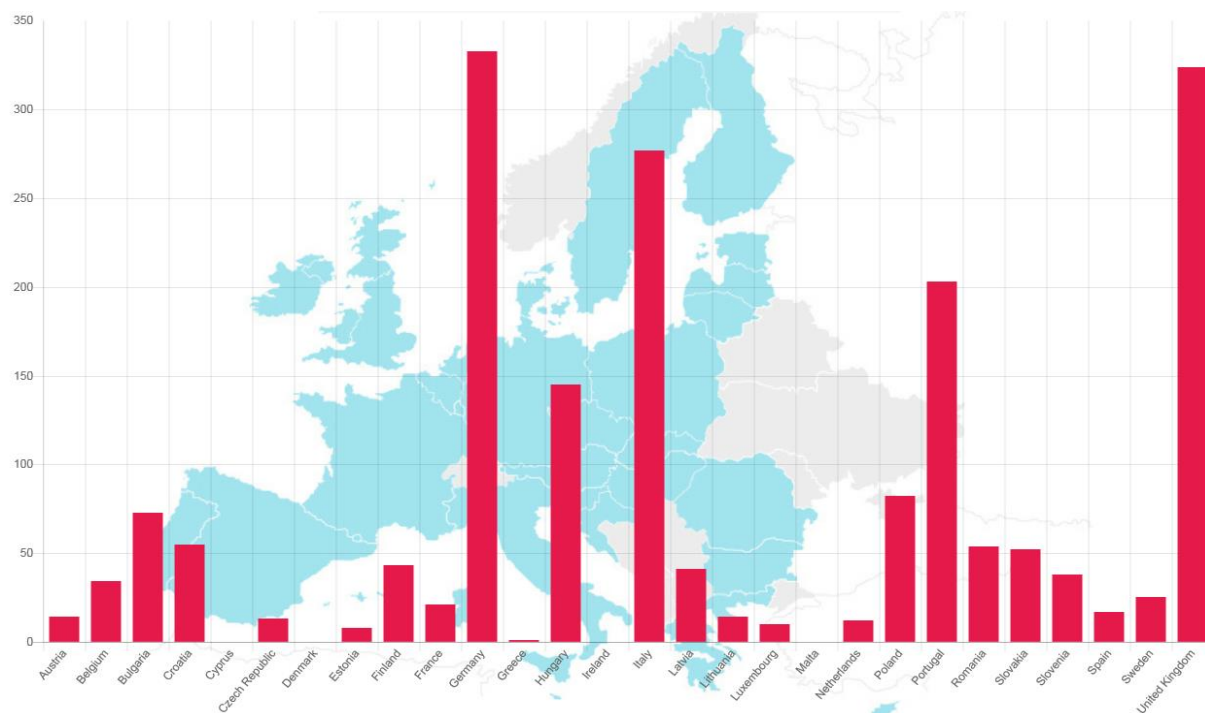 350
300
250
200
150
100
50
0
Austria
Belgium
Bulgaria
Croatia
Cyprus
Czech Republic
Denmark
Estonia
Finland
France
Germany
Greece
Hungary
Ireland
Italy
Latvia
Lithuania
Luxembourg
Malta
Netherlands
Poland
Portugal
Romania
Slovakia
Slovenia
Spain
Sweden
United Kingdom